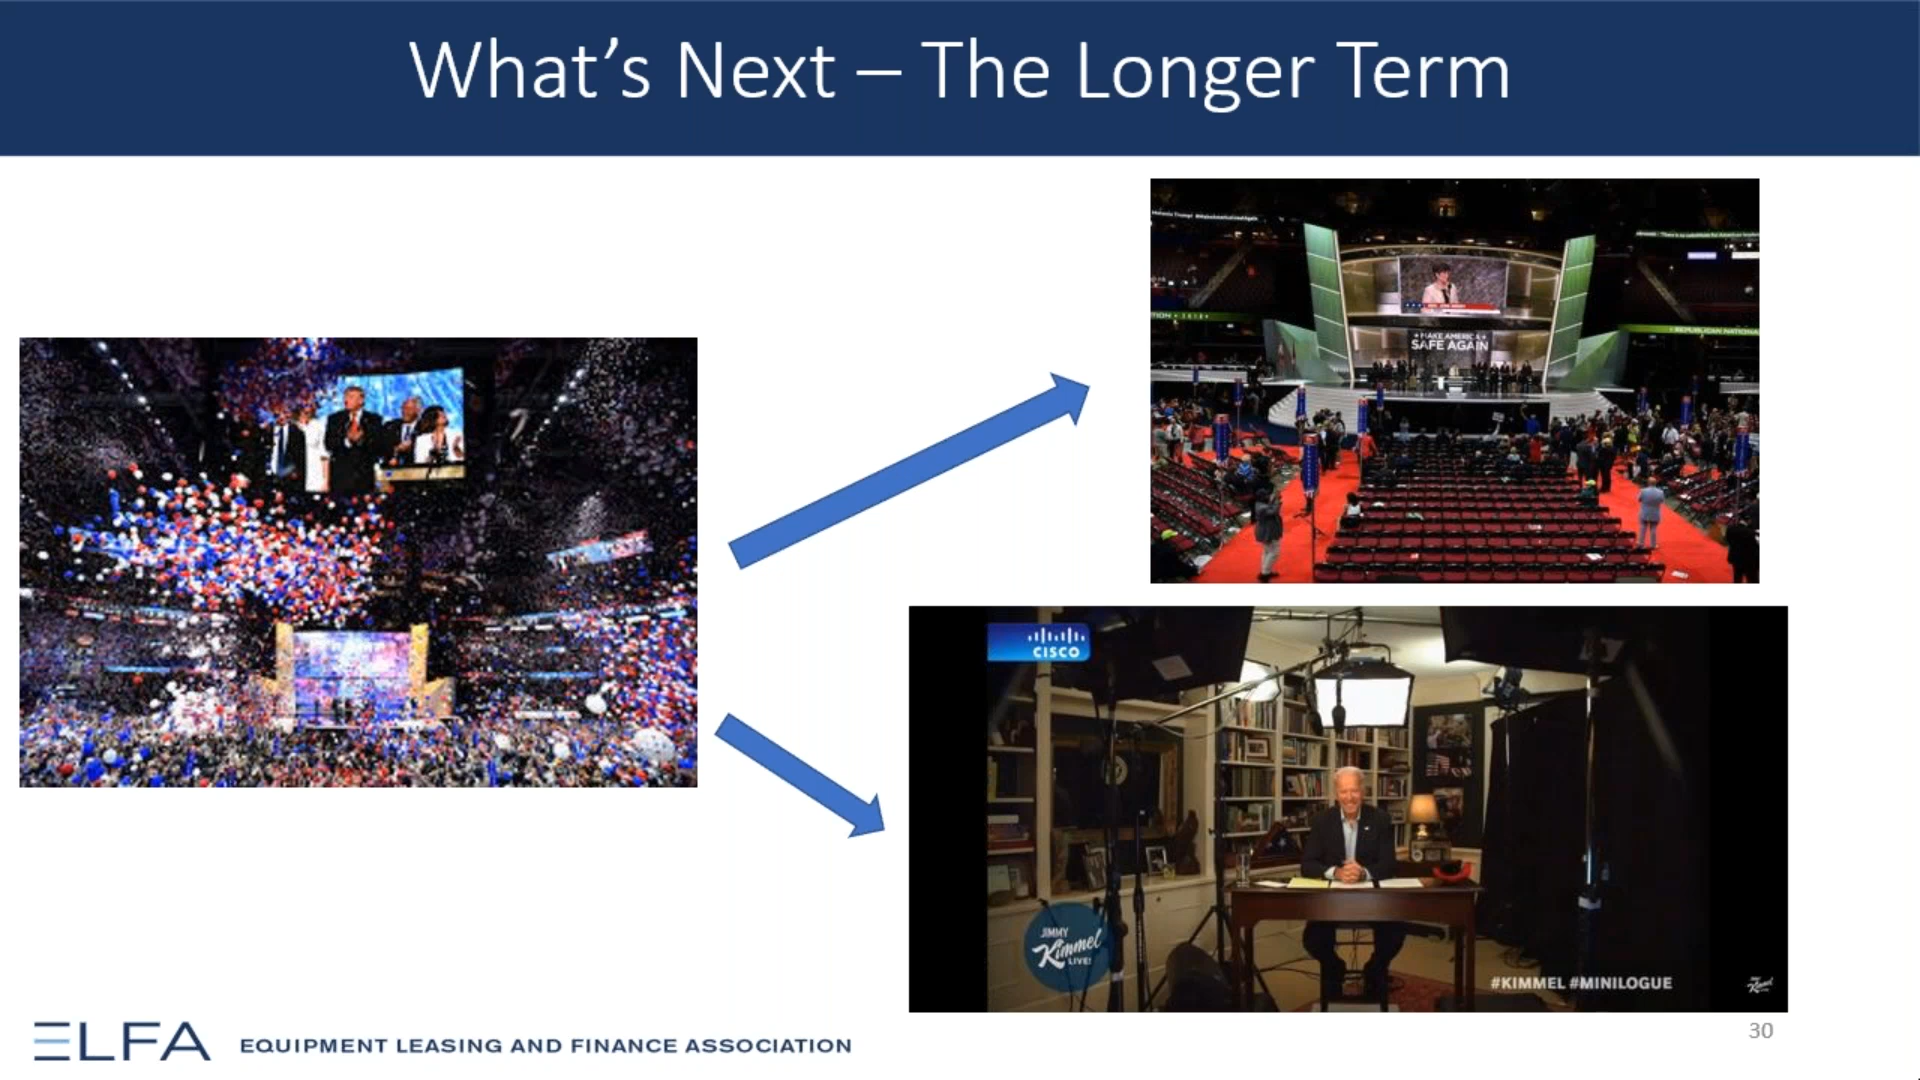 What's Next – The Longer Term
MAKE AMERICA
SAFE AGAIN
CISCO
JIMMY
Kimmel
LIVE!
#KIMMEL #MINILOGUE
Kimmel
ELFA EQUIPMENT LEASING AND FINANCE ASSOCIATION
30